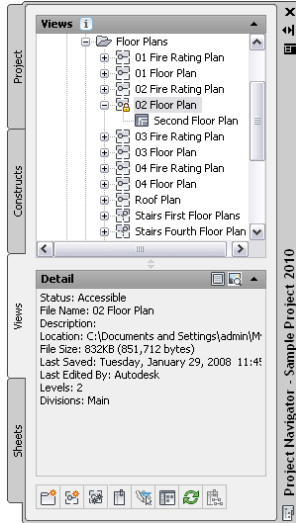 Views
Floor Plans
01 Fire Rating Plan
01 Floor Plan
02 Fire Rating Plan
02 Floor Plan
Second Floor Plan
03 Fire Rating Plan
03 Floor Plan
04 Fire Rating Plan
04 Floor Plan
Roof Plan
Stairs First Floor Plans
Stairs Fourth Floor Plan
Detail
Status: Accessible
File Name: 02 Floor Plan
Description:
Location: C:\Documents and Settings\admin\M
File Size: 832KB (851,712 bytes)
Last Saved: Tuesday, January 29, 2008 11:45
Last Edited By: Autodesk
Levels: 2
Divisions: Main
Project
Constructs
Views
Sheets
Project Navigator - Sample Project 2010